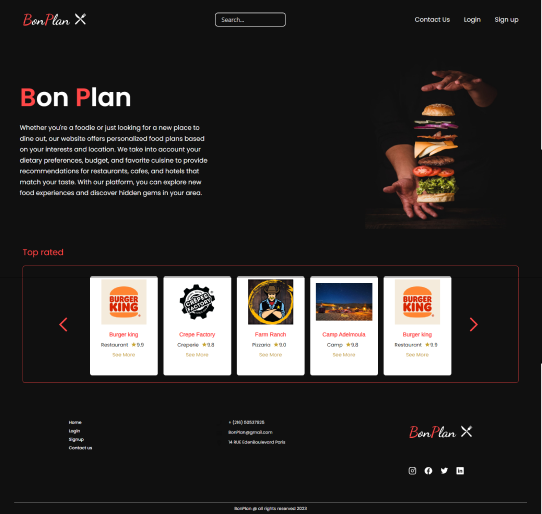 BonPlan
Search...
Contact Us Login Sign up
Bon Plan
Whether you're a foodie or just looking for a new place to
dine out, our website offers personalized food plans based
on your interests and location. We take into account your
dietary preferences, budget, and favorite cuisine to provide
recommendations for restaurants, cafes, and hotels that
match your taste. With our platform, you can explore new
food experiences and discover hidden gems in your area.
Top rated
BURGER
KING
CREPE
FACTORY
BURGER
KING
Burger king
Restaurant ★9.9
See More
Crepe Factory
Creperie ★9.8
See More
Farm Ranch
Pizzaria ★9.0
See More
Camp Adelmoula
Camp ★9.8
See More
Burger king
Restaurant ★9.9
See More
Home
Login
Signup
Contact us
BonPlan@gmail.com
14 RUE EdenBoulevard Paris
BonPlan
BonPlan @ all rights reserved 2023